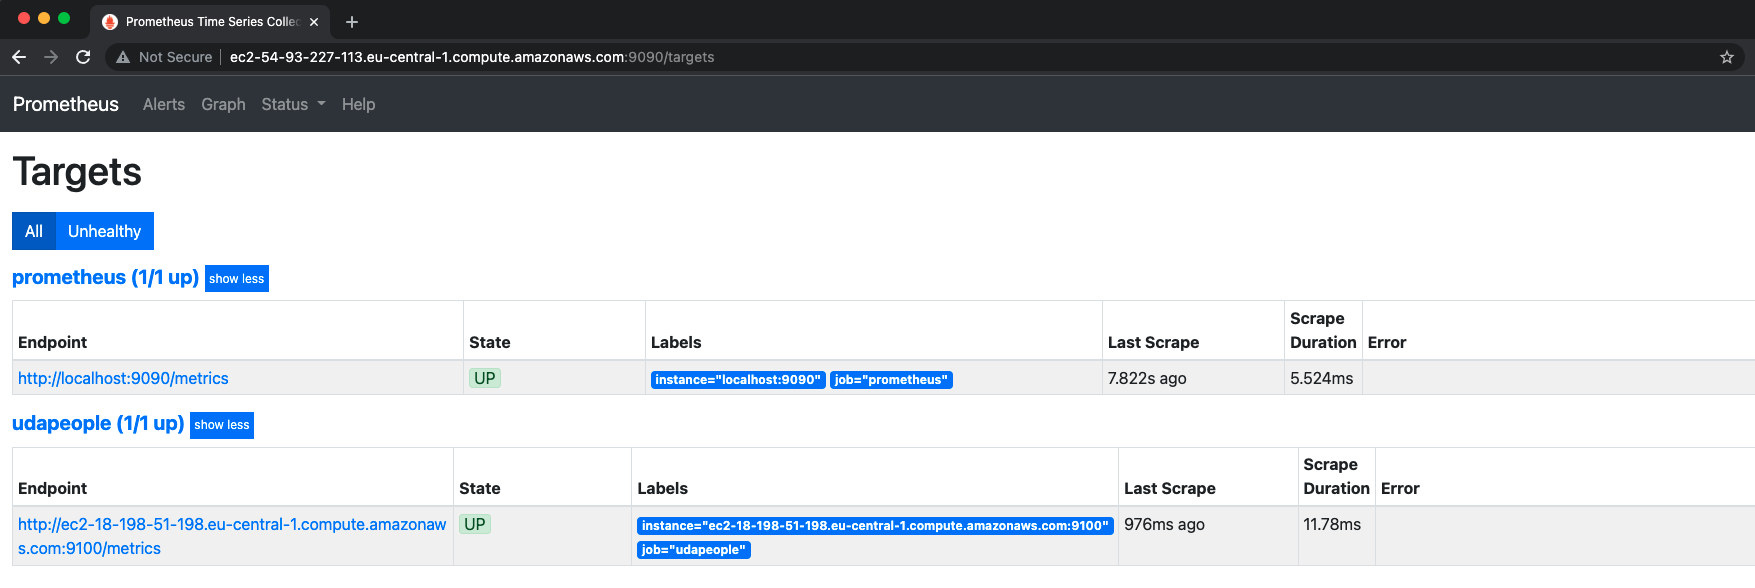 Prometheus Time Series Collec
Not Secure ec2-54-93-227-113.eu-central-1.compute.amazonaws.com:9090/targets
Prometheus Alerts Graph Status Help
Targets
All Unhealthy
prometheus (1/1 up) show less
Endpoint State Labels Last Scrape Scrape Duration Error
http://localhost:9090/metrics UP instance="localhost:9090" job="prometheus" 7.822s ago 5.524ms
udapeople (1/1 up) show less
Endpoint State Labels Last Scrape Scrape Duration Error
http://ec2-18-198-51-198.eu-central-1.compute.amazonaw UP instance="ec2-18-198-51-198.eu-central-1.compute.amazonaws.com:9100" 976ms ago 11.78ms
s.com:9100/metrics job="udapeople"